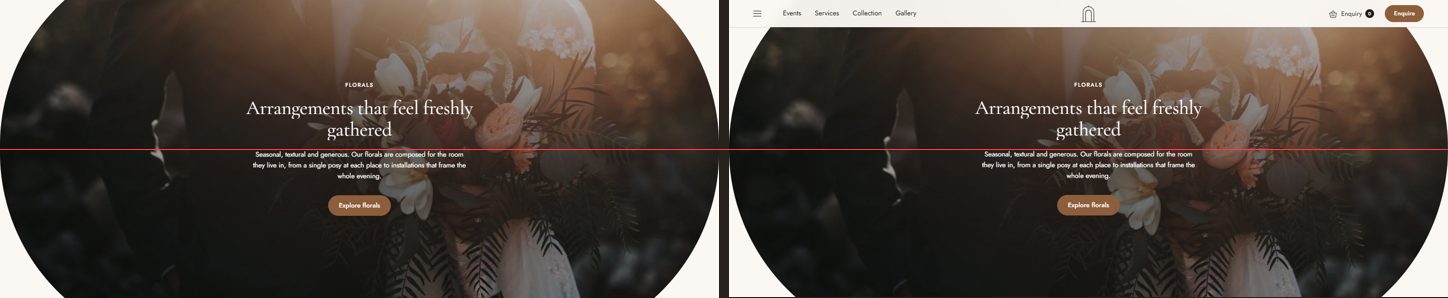 FLORALS
Arrangements that feel freshly
gathered
Seasonal, textural and generous. Our florals are composed for the room
they live in, from a single posy at each place to installations that frame the
whole evening.
Explore florals
Events Services Collection Gallery
Enquiry 0
Enquire
FLORALS
Arrangements that feel freshly
gathered
Seasonal, textural and generous. Our florals are composed for the room
they live in, from a single posy at each place to installations that frame the
whole evening.
Explore florals